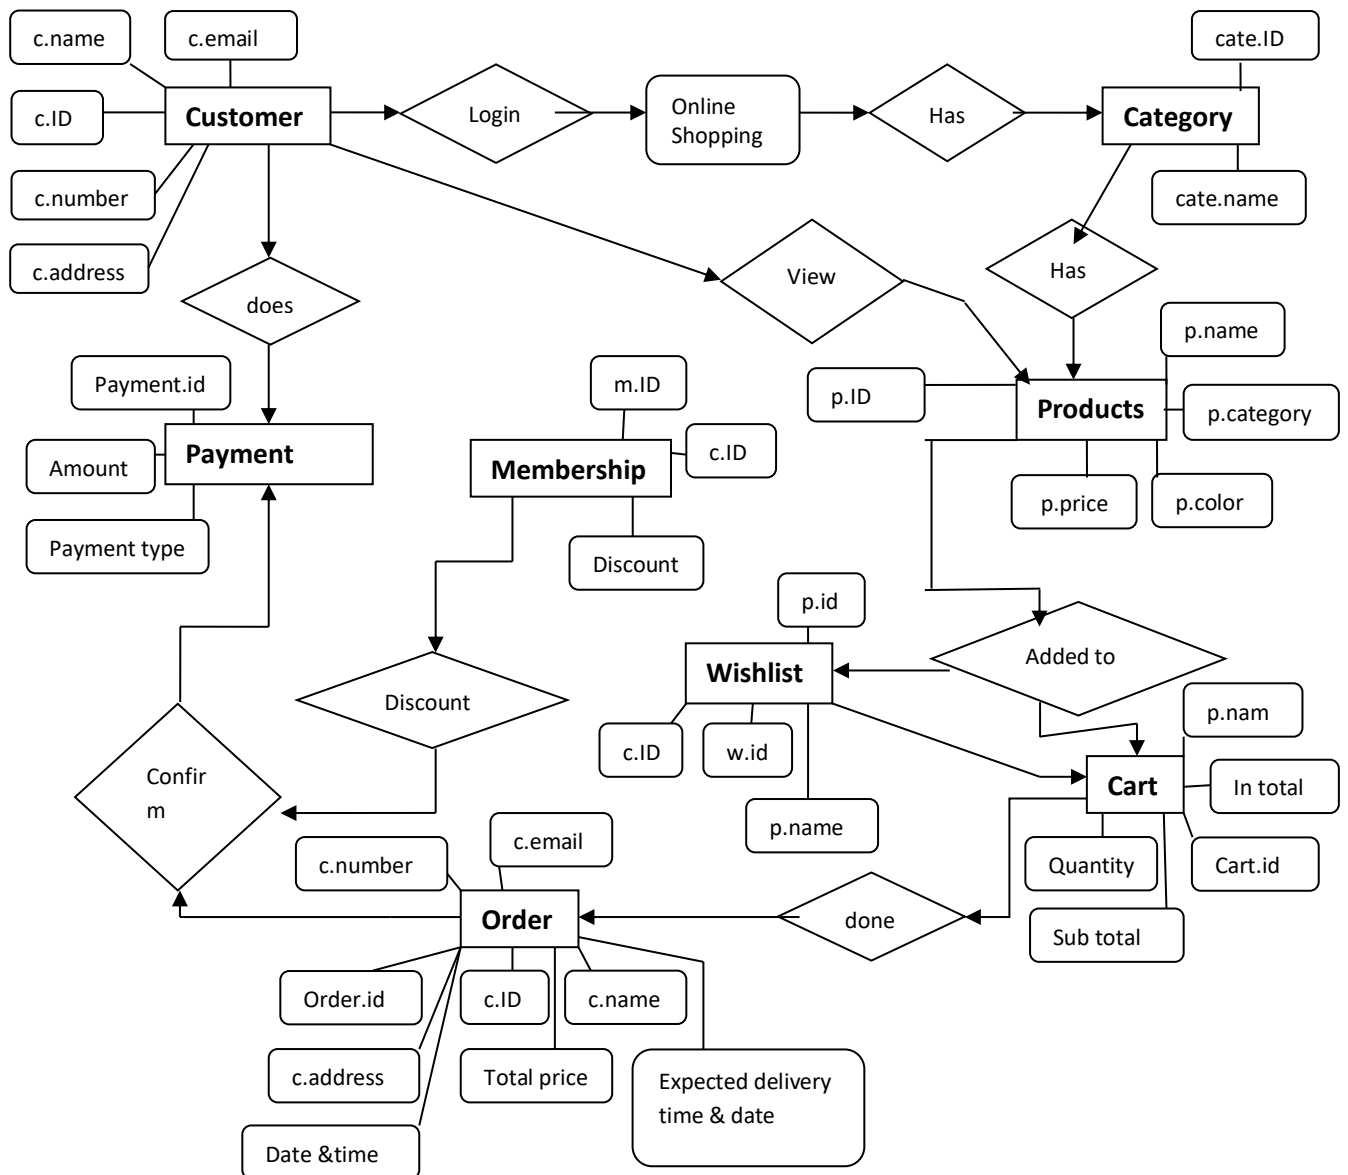 c.name
c.email
cate.ID
c.ID
Customer
Login
Online
Shopping
Has
Category
c.number
cate.name
c.address
View
Has
does
p.name
Payment.id
m.ID
p.ID
Products
p.category
Payment
Amount
Membership
c.ID
p.price
p.color
Payment type
Discount
p.id
Added to
Wishlist
Discount
p.nam
c.ID
w.id
Confir
m
Cart
In total
p.name
c.number
c.email
Quantity
Cart.id
Order
done
Sub total
Order.id
c.ID
c.name
c.address
Total price
Expected delivery
time & date
Date &time